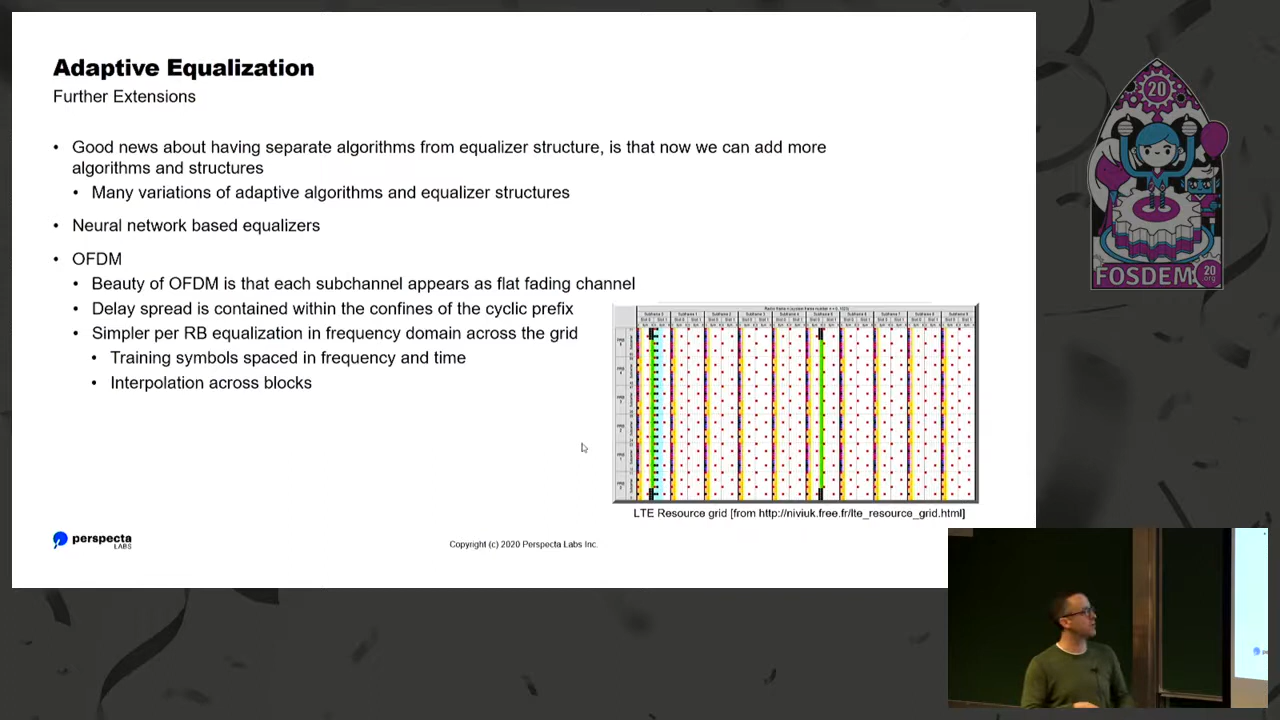 Adaptive Equalization
Further Extensions
• Good news about having separate algorithms from equalizer structure, is that now we can add more
algorithms and structures
• Many variations of adaptive algorithms and equalizer structures
• Neural network based equalizers
• OFDM
• Beauty of OFDM is that each subchannel appears as flat fading channel
• Delay spread is contained within the confines of the cyclic prefix
• Simpler per RB equalization in frequency domain across the grid
• Training symbols spaced in frequency and time
• Interpolation across blocks
LTE Resource grid [from http://niviuk.free.fr/lte_resource_grid.html]
perspecta
LABS
Copyright (c) 2020 Perspecta Labs Inc.
20
FOSDEM
20
.org